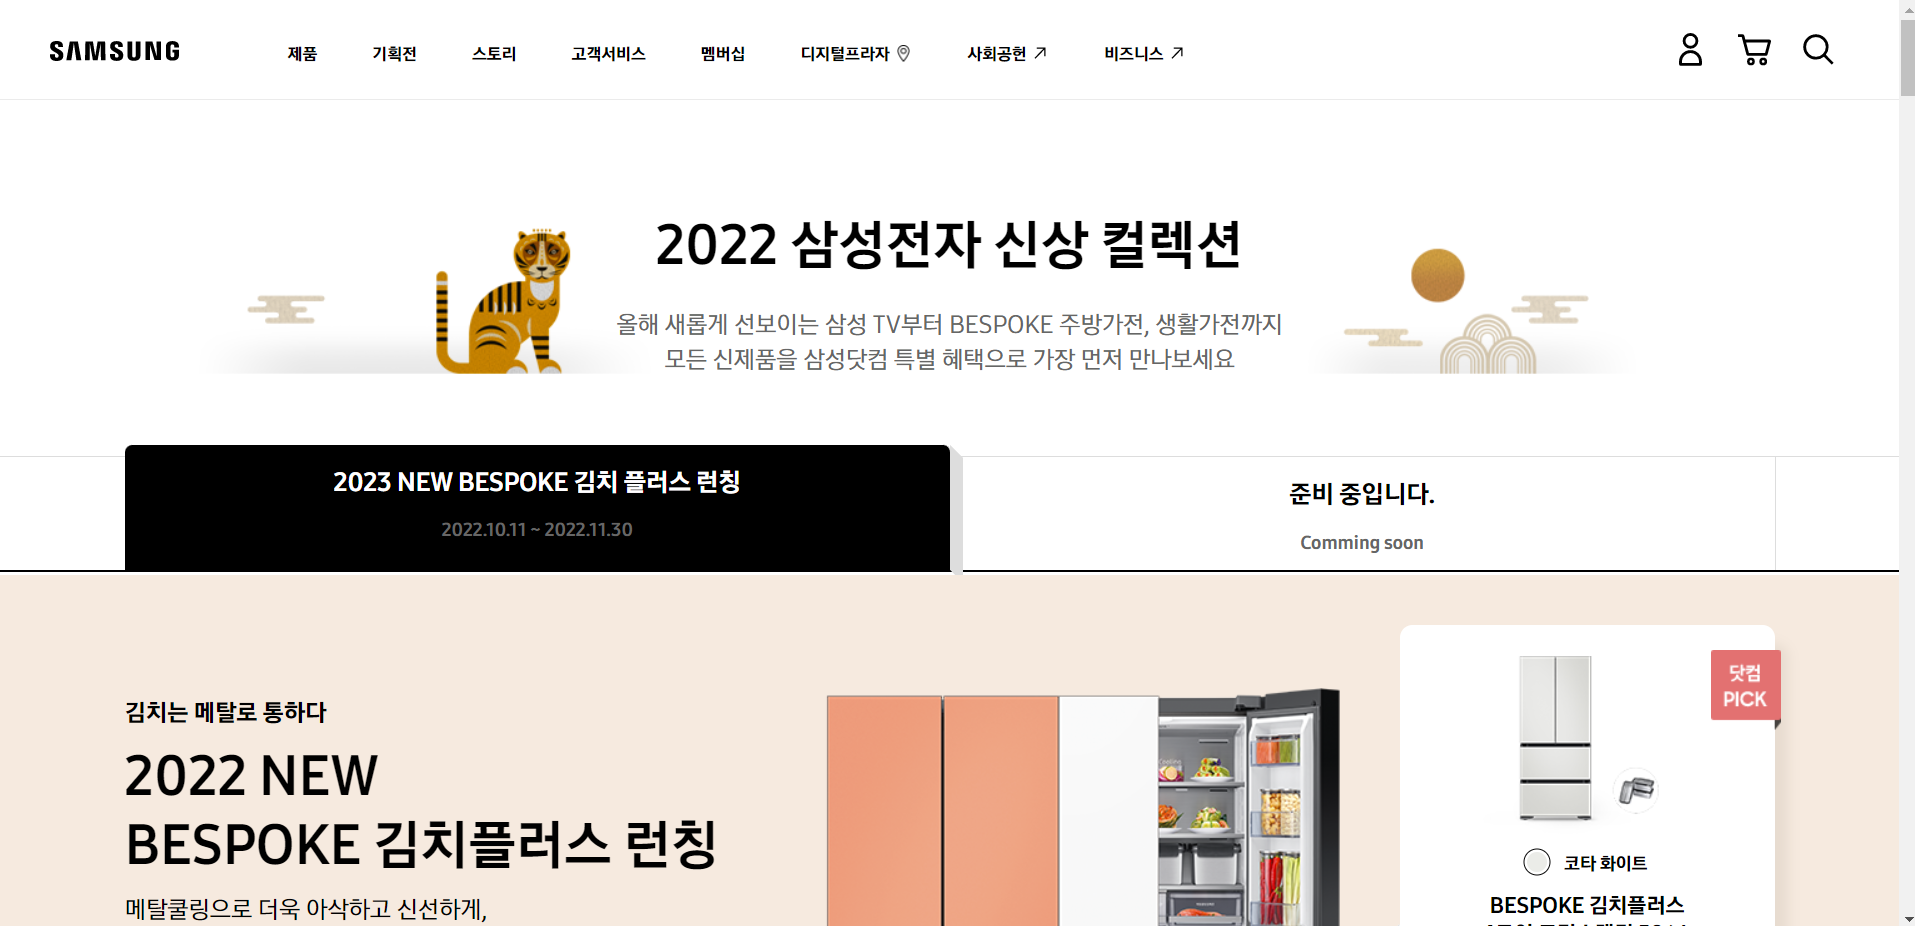 SAMSUNG
제품
기획전
스토리
고객서비스
멤버십
디지털프라자
사회공헌
비즈니스
2022 삼성전자 신상 컬렉션
올해 새롭게 선보이는 삼성 TV부터 BESPOKE 주방가전, 생활가전까지
모든 신제품을 삼성닷컴 특별 혜택으로 가장 먼저 만나보세요
2023 NEW BESPOKE 김치 플러스 런칭
2022.10.11 ~ 2022.11.30
준비 중입니다.
Comming soon
김치는 메탈로 통하다
2022 NEW
BESPOKE 김치플러스 런칭
메탈쿨링으로 더욱 아삭하고 신선하게,
닷컴
PICK
코타 화이트
BESPOKE 김치플러스